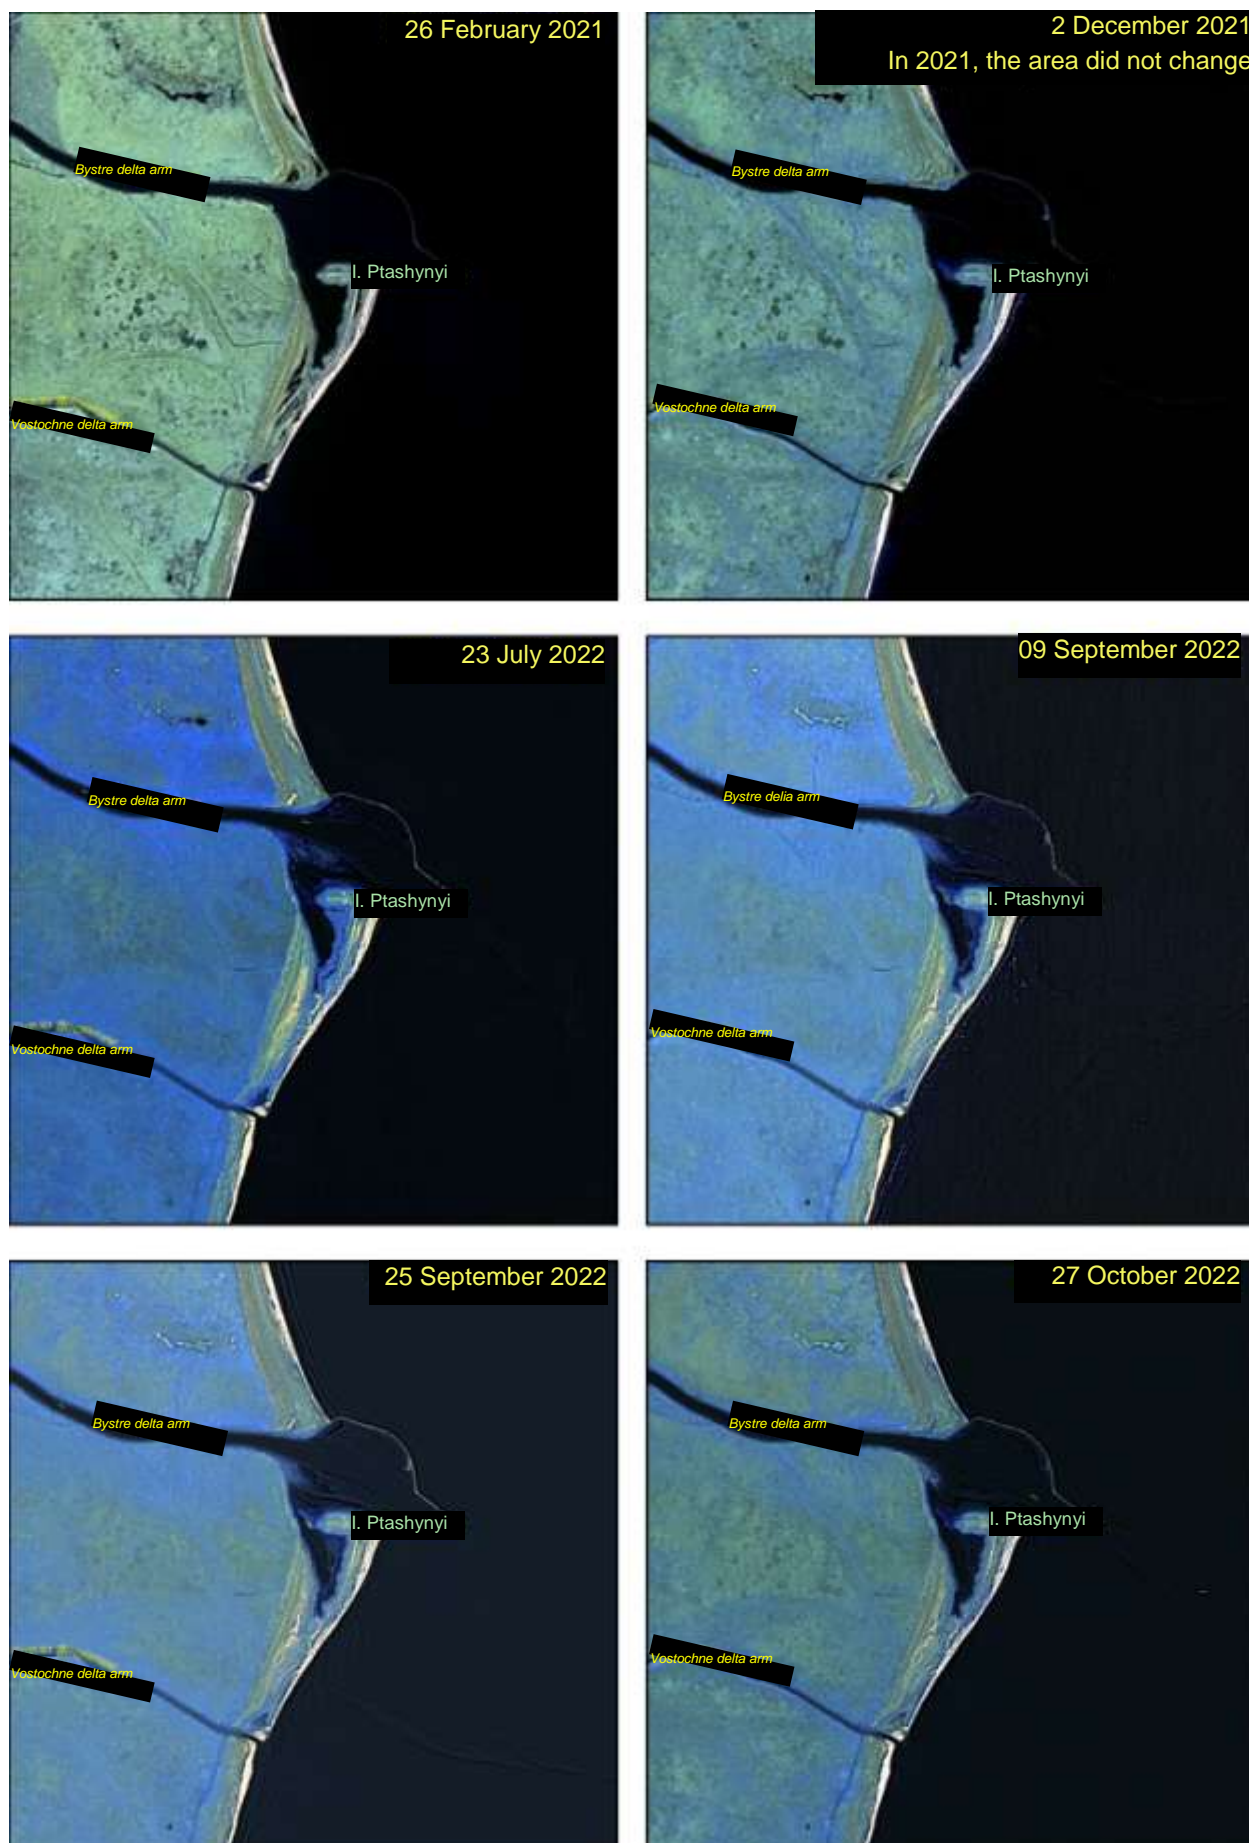 26 February 2021
Bystre delta arm
I. Ptashynyi
Vostochne delta arm
2 December 2021
In 2021, the area did not change
Bystre delta arm
I. Ptashynyi
Vostochne delta arm
23 July 2022
Bystre delta arm
I. Ptashynyi
Vostochne delta arm
09 September 2022
Bystre delia arm
I. Ptashynyi
Vostochne delta arm
25 September 2022
Bystre delta arm
I. Ptashynyi
Vostochne delta arm
27 October 2022
Bystre delta arm
I. Ptashynyi
Vostochne delta arm